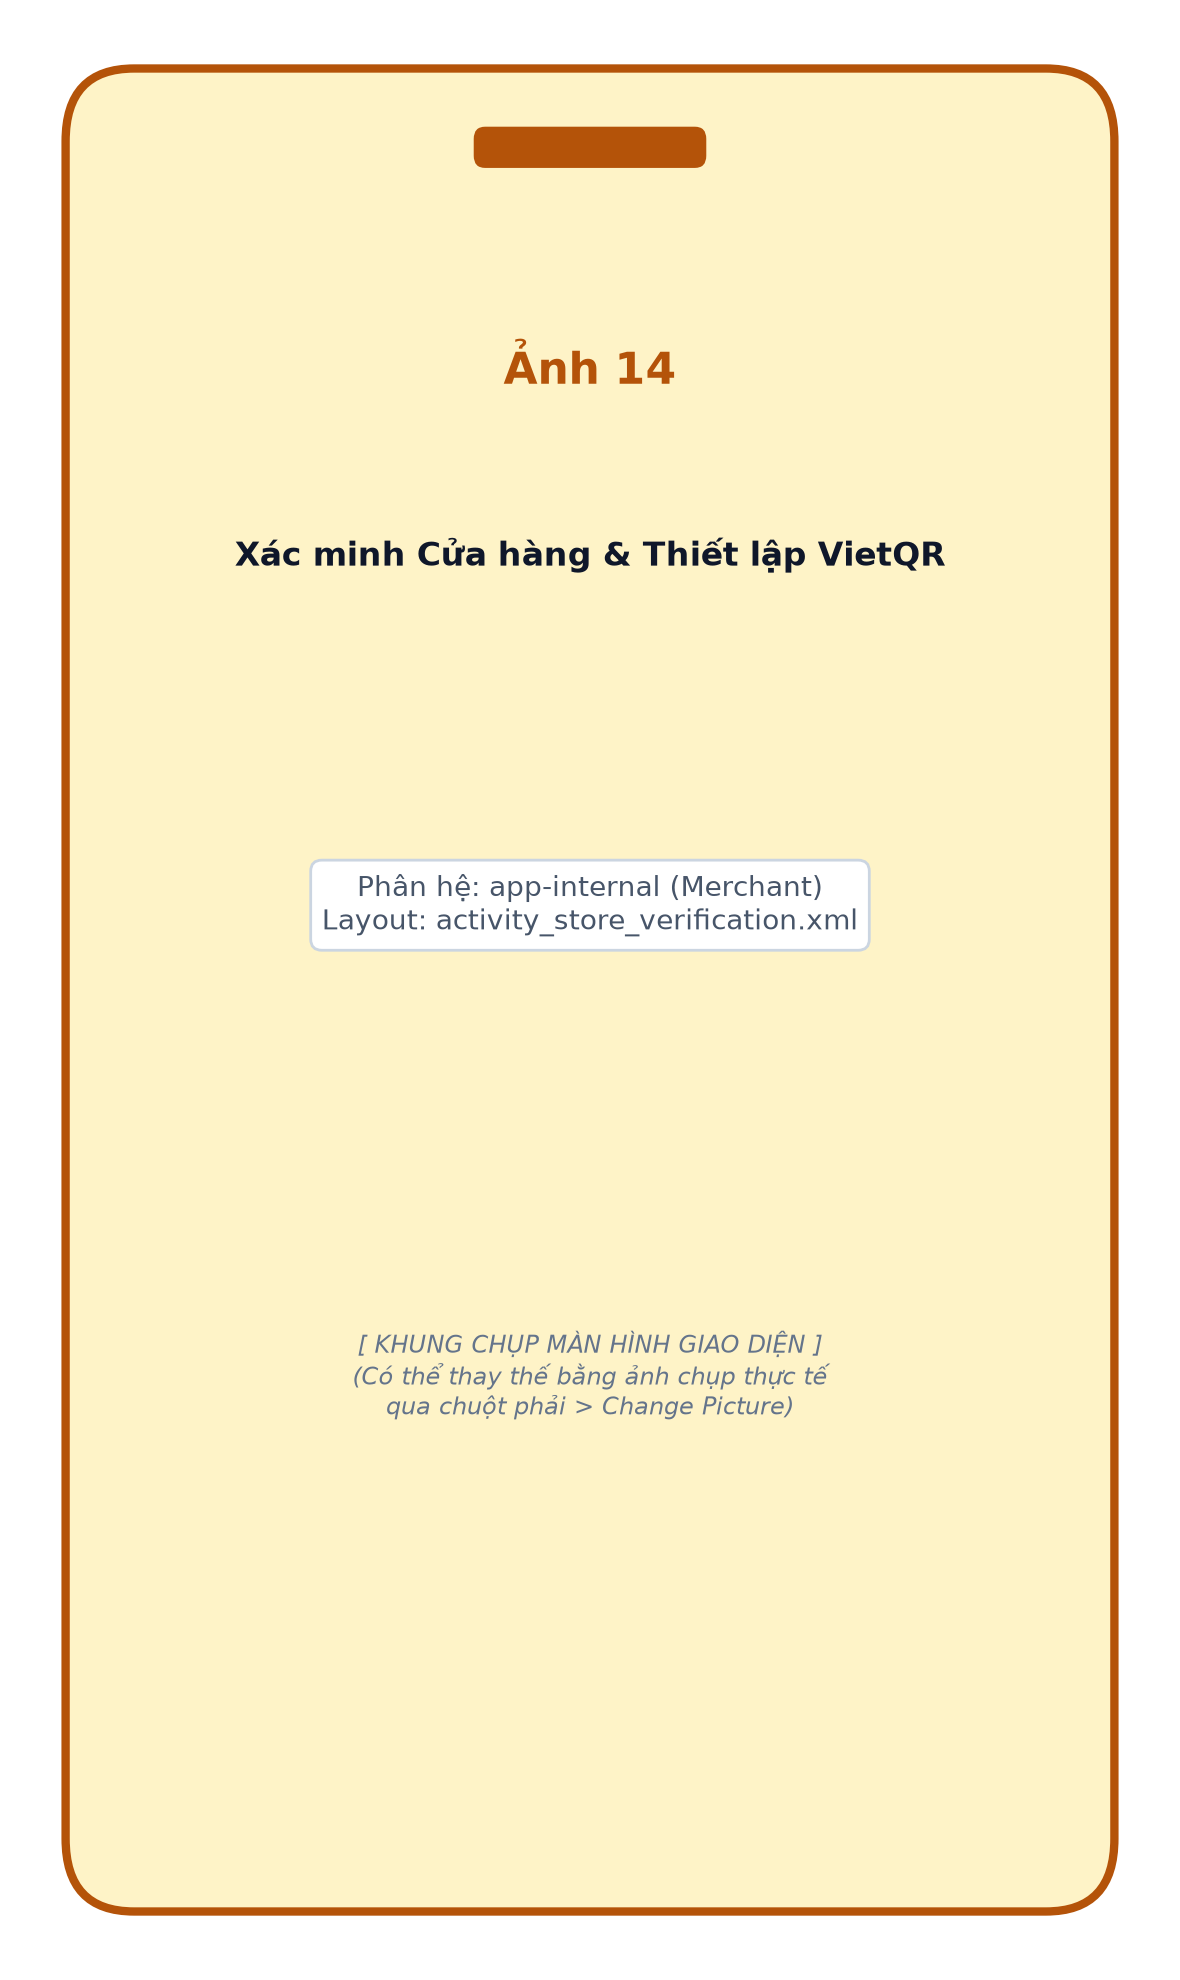 Ảnh 14
Xác minh Cửa hàng & Thiết lập VietQR
Phân hệ: app-internal (Merchant)
Layout: activity_store_verification.xml
[ KHUNG CHỤP MÀN HÌNH GIAO DIỆN ]
(Có thể thay thế bằng ảnh chụp thực tế
qua chuột phải > Change Picture)